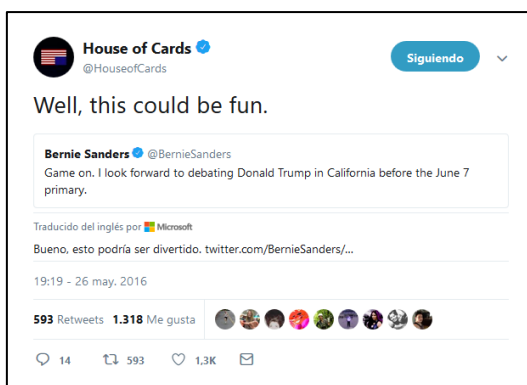 House of Cards
@HouseofCards
Siguiendo
Well, this could be fun.
Bernie Sanders @BernieSanders
Game on. I look forward to debating Donald Trump in California before the June 7
primary.
Traducido del inglés por Microsoft
Bueno, esto podría ser divertido. twitter.com/BernieSanders/...
19:19 - 26 may. 2016
593 Retweets 1.318 Me gusta
14 593 1,3K